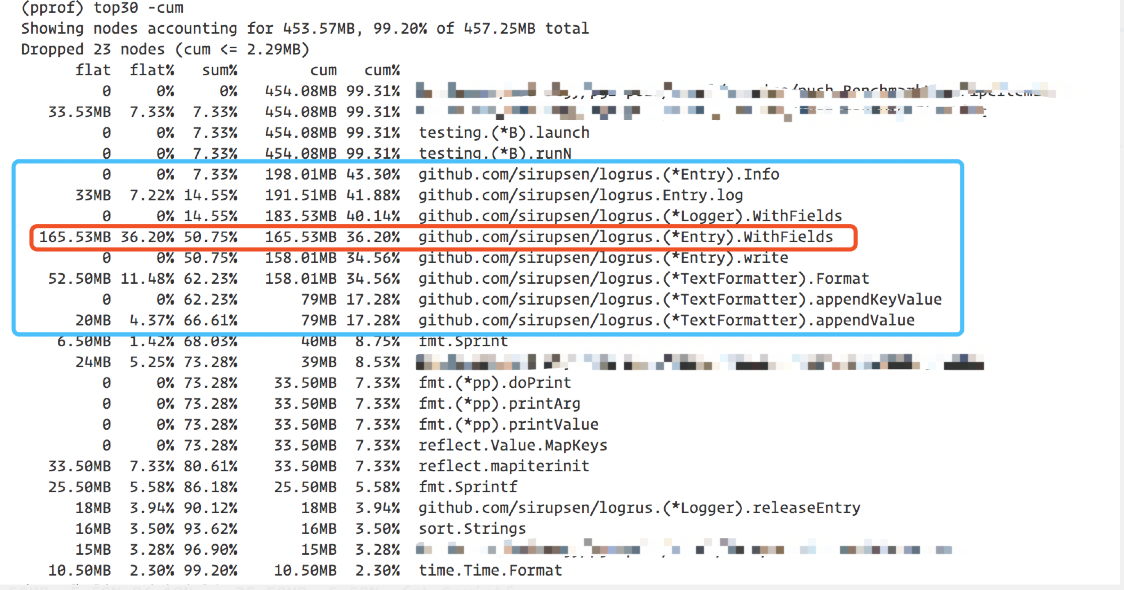 (pprof) top30 -cum
Showing nodes accounting for 453.57MB, 99.20% of 457.25MB total
Dropped 23 nodes (cum <= 2.29MB)
flat flat% sum% cum cum%
0 0% 0% 454.08MB 99.31%
33.53MB 7.33% 7.33% 454.08MB 99.31%
0 0% 7.33% 454.08MB 99.31% testing.(*B).launch
0 0% 7.33% 454.08MB 99.31% testing.(*B).runN
0 0% 7.33% 198.01MB 43.30% github.com/sirupsen/logrus.(*Entry).Info
33MB 7.22% 14.55% 191.51MB 41.88% github.com/sirupsen/logrus.Entry.log
0 0% 14.55% 183.53MB 40.14% github.com/sirupsen/logrus.(*Logger).WithFields
165.53MB 36.20% 50.75% 165.53MB 36.20% github.com/sirupsen/logrus.(*Entry).WithFields
0 0% 50.75% 158.01MB 34.56% github.com/sirupsen/logrus.(*Entry).write
52.50MB 11.48% 62.23% 158.01MB 34.56% github.com/sirupsen/logrus.(*TextFormatter).Format
0 0% 62.23% 79MB 17.28% github.com/sirupsen/logrus.(*TextFormatter).appendKeyValue
20MB 4.37% 66.61% 79MB 17.28% github.com/sirupsen/logrus.(*TextFormatter).appendValue
6.50MB 1.42% 68.03% 40MB 8.75% fmt.Sprint
24MB 5.25% 73.28% 39MB 8.53%
0 0% 73.28% 33.50MB 7.33% fmt.(*pp).doPrint
0 0% 73.28% 33.50MB 7.33% fmt.(*pp).printArg
0 0% 73.28% 33.50MB 7.33% fmt.(*pp).printValue
0 0% 73.28% 33.50MB 7.33% reflect.Value.MapKeys
33.50MB 7.33% 80.61% 33.50MB 7.33% reflect.mapiterinit
25.50MB 5.58% 86.18% 25.50MB 5.58% fmt.Sprintf
18MB 3.94% 90.12% 18MB 3.94% github.com/sirupsen/logrus.(*Logger).releaseEntry
16MB 3.50% 93.62% 16MB 3.50% sort.Strings
15MB 3.28% 96.90% 15MB 3.28%
10.50MB 2.30% 99.20% 10.50MB 2.30% time.Time.Format